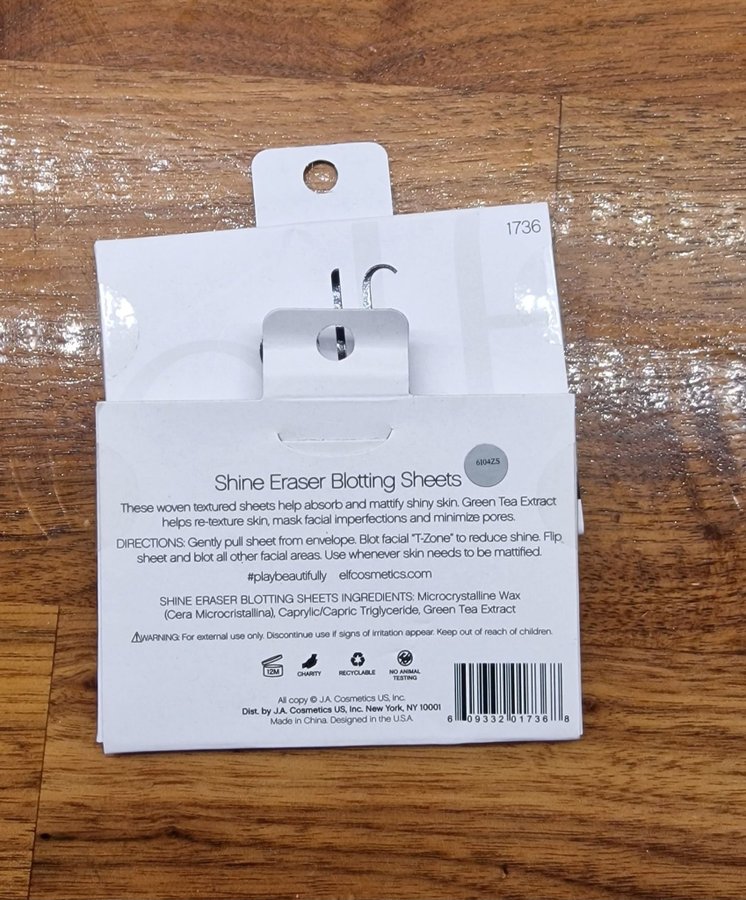 1736
Shine Eraser Blotting Sheets
6104ZS
These woven textured sheets help absorb and mattify shiny skin. Green Tea Extract
helps re-texture skin, mask facial imperfections and minimize pores.
DIRECTIONS: Gently pull sheet from envelope. Blot facial "T-Zone" to reduce shine. Flip
sheet and blot all other facial areas. Use whenever skin needs to be mattified.
#playbeautifully elfcosmetics.com
SHINE ERASER BLOTTING SHEETS INGREDIENTS: Microcrystalline Wax
(Cera Microcristallina), Caprylic/Capric Triglyceride, Green Tea Extract
WARNING: For external use only. Discontinue use if signs of irritation appear. Keep out of reach of children.
12M
CHARITY
RECYCLABLE
NO ANIMAL
TESTING
All copy © J.A. Cosmetics US, Inc.
Dist. by J.A. Cosmetics US, Inc. New York, NY 10001
Made in China. Designed in the U.S.A.
6 09332 01736 8